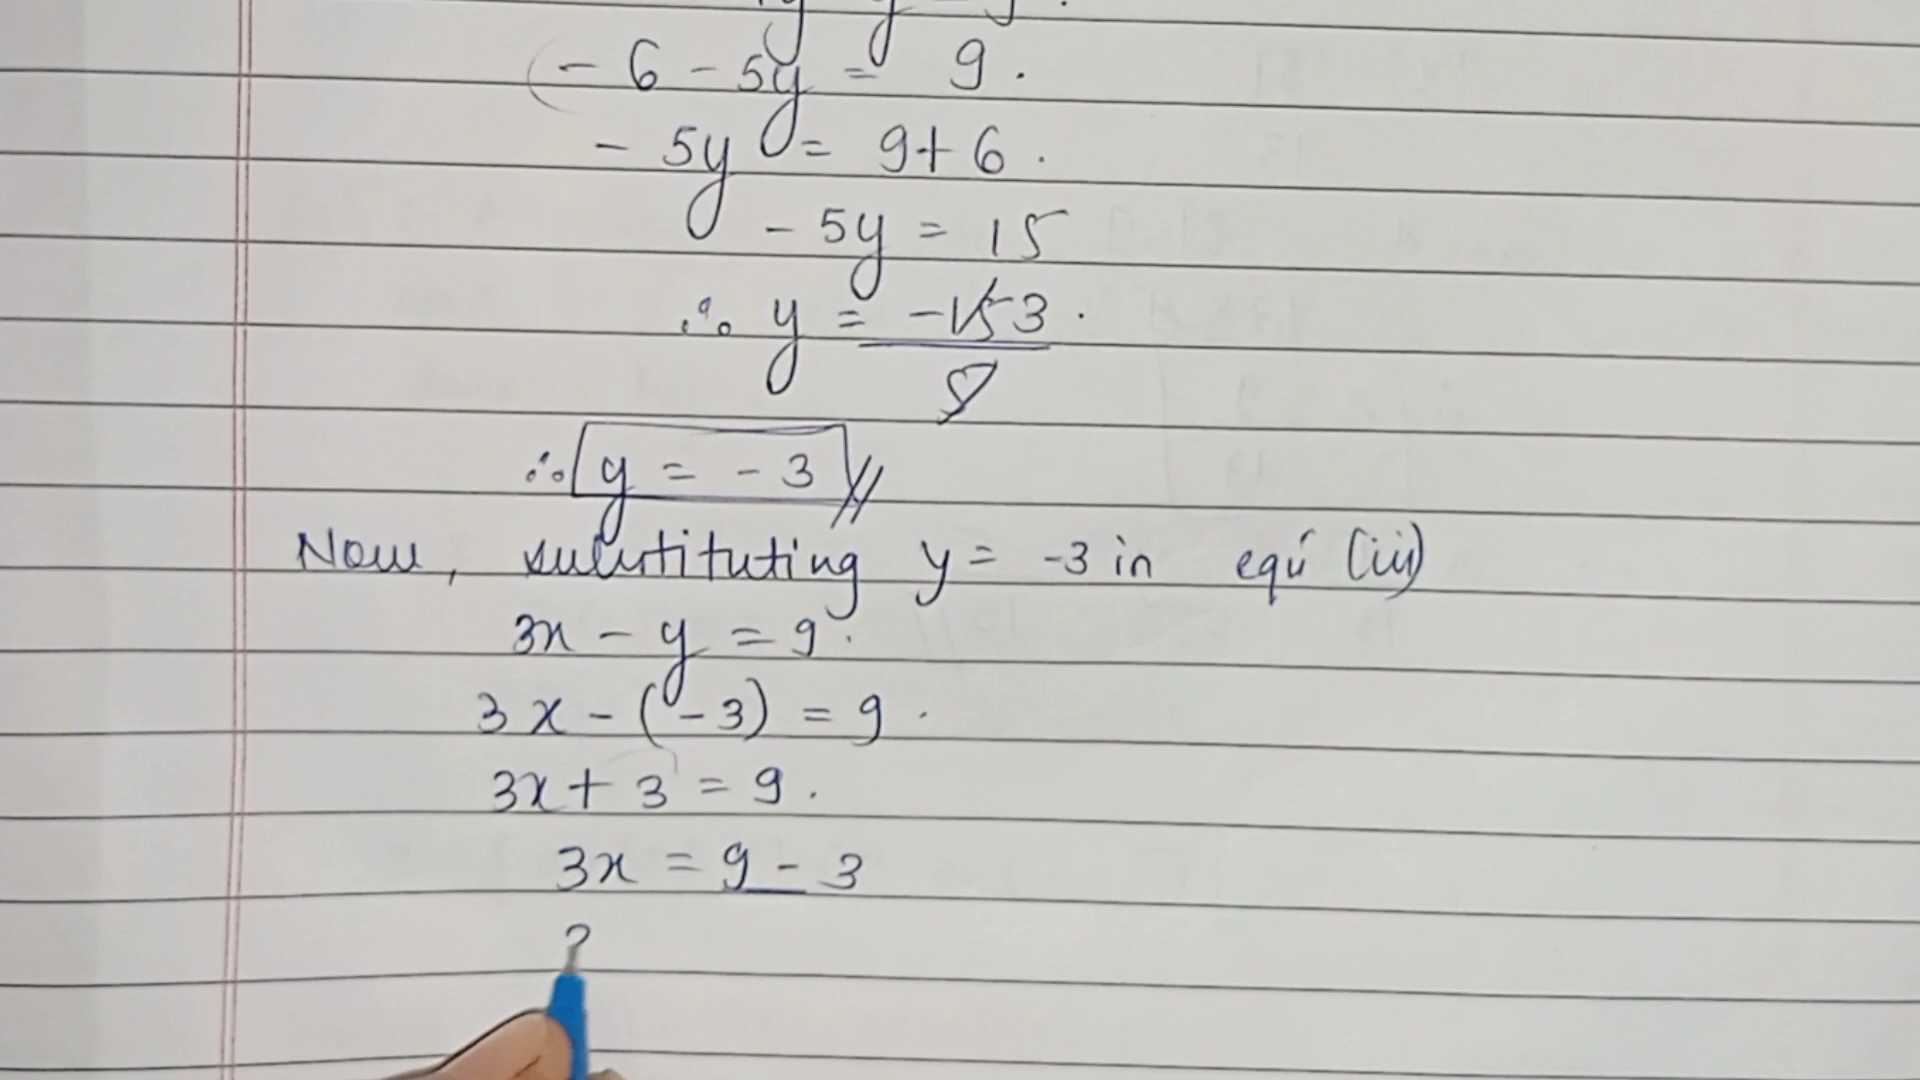 - 6 - 5y = 9.
- 5y = 9+6.
- 5y = 15
∴ y = -15 3.
5
∴ y = - 3 //
Now, substituting y = -3 in equ (iii)
3x - y = 9.
3x - (-3) = 9.
3x + 3 = 9.
3x = 9 - 3